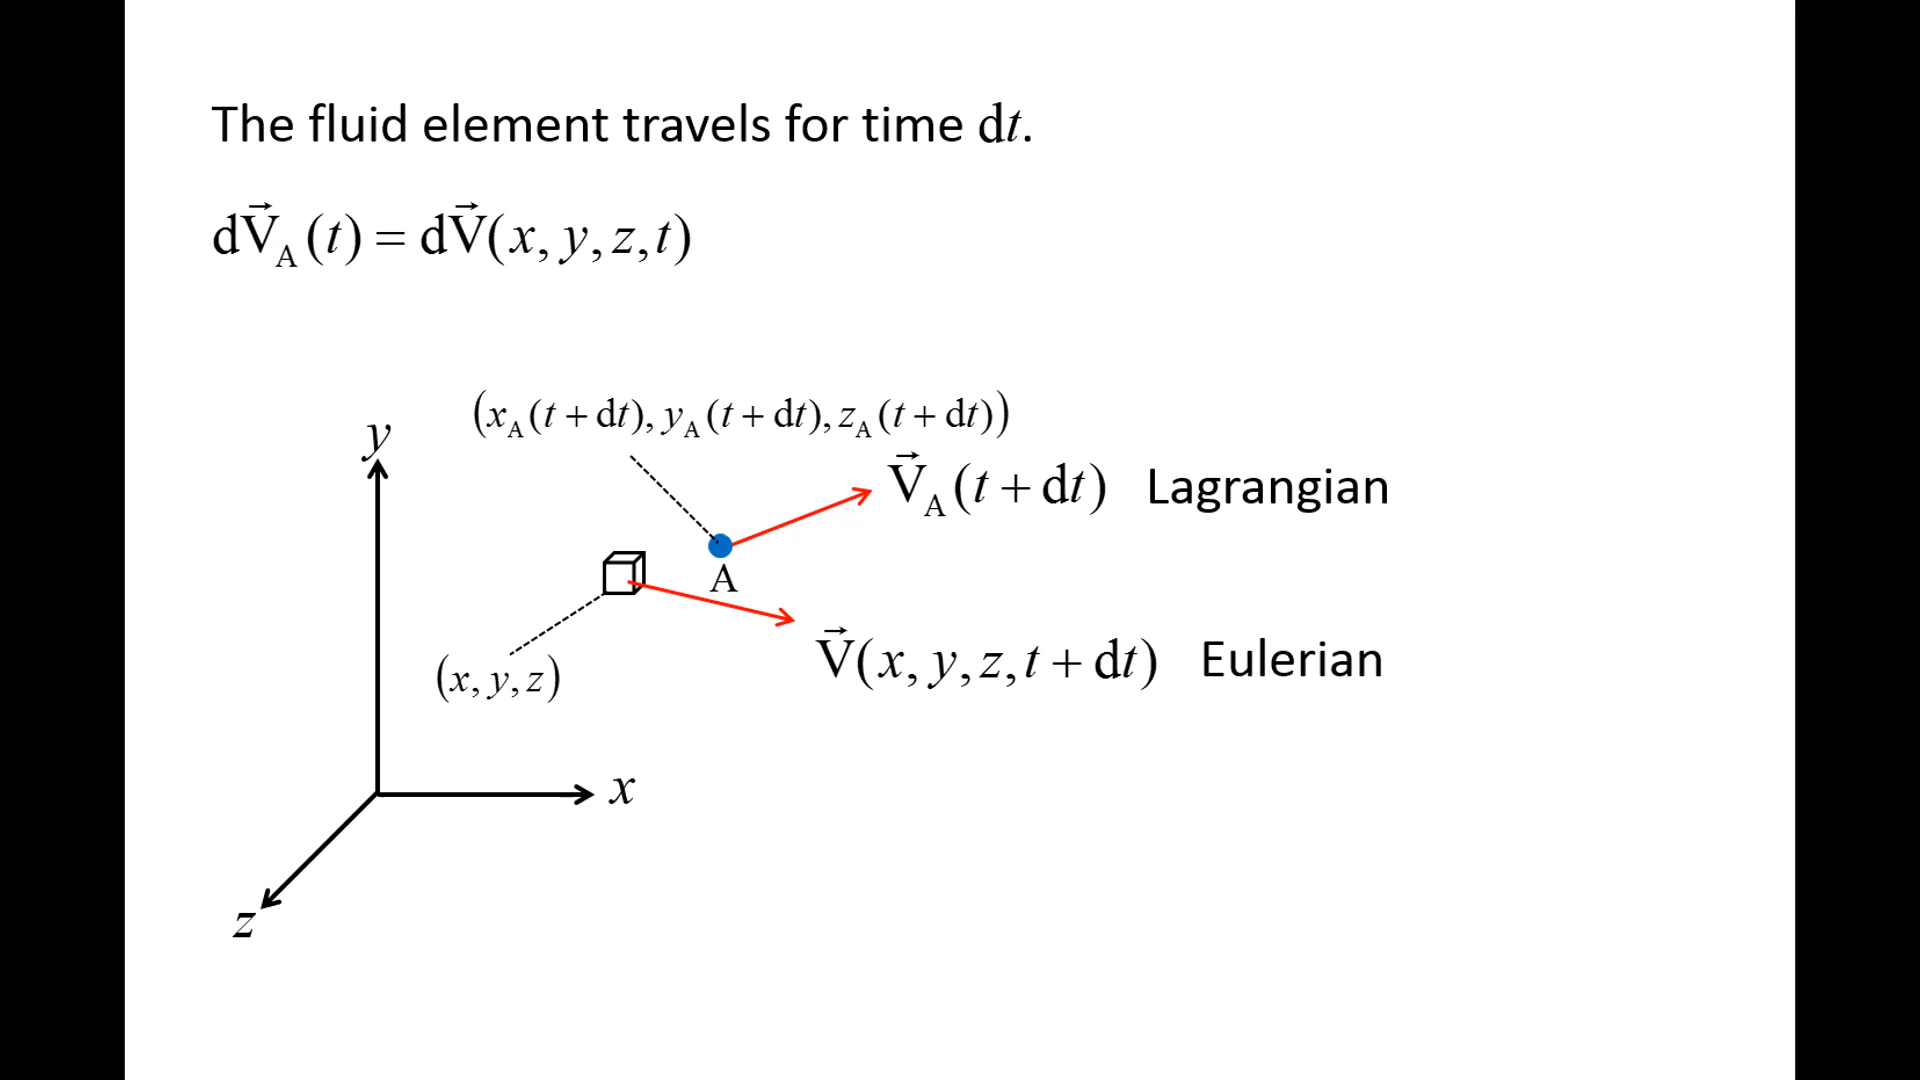 The fluid element travels for time dt.
dV⃗_A(t) = dV⃗(x, y, z, t)
(x_A(t + dt), y_A(t + dt), z_A(t + dt))
y
V⃗_A(t + dt) Lagrangian
A
V⃗(x, y, z, t + dt) Eulerian
(x, y, z)
x
z